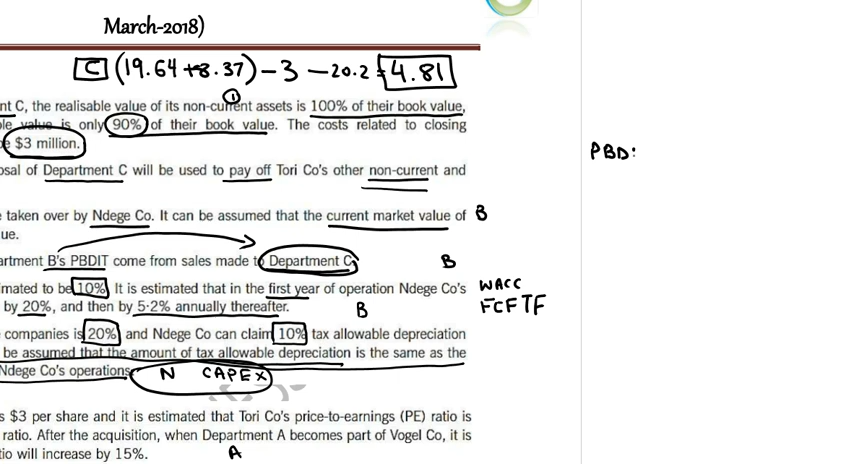 March-2018)
C (19.64 + 8.37) - 3 - 20.2 = 4.81
nt C, the realisable value of its non-current assets is 100% of their book value,
1
ble value is only 90% of their book value. The costs related to closing
e $3 million.
PBD:
osal of Department C will be used to pay off Tori Co's other non-current and
e taken over by Ndege Co. It can be assumed that the current market value of B
ue.
artment B's PBDIT come from sales made to Department C. B
mated to be 10%. It is estimated that in the first year of operation Ndege Co's WACC
by 20%, and then by 5·2% annually thereafter. B FCFTF
companies is 20% and Ndege Co can claim 10% tax allowable depreciation
be assumed that the amount of tax allowable depreciation is the same as the
Ndege Co's operations. N CAPEX
s $3 per share and it is estimated that Tori Co's price-to-earnings (PE) ratio is
ratio. After the acquisition, when Department A becomes part of Vogel Co, it is
tio will increase by 15%. A